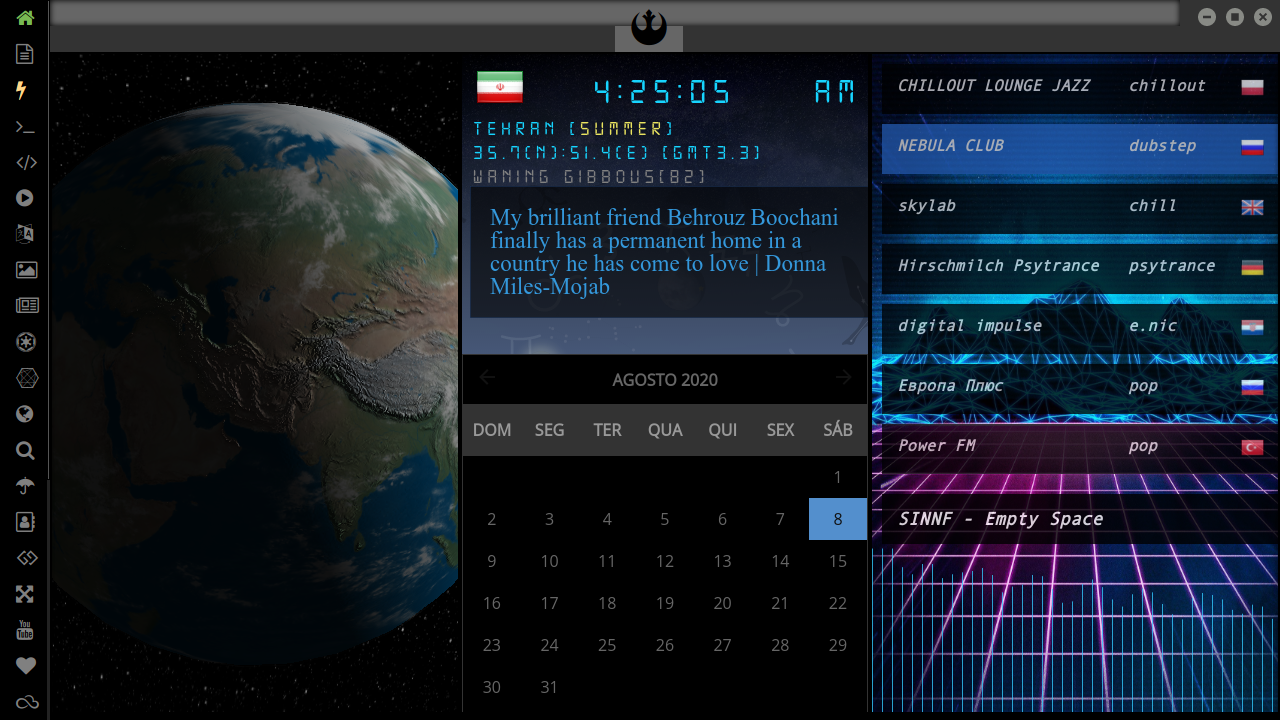 4:25:05 AM
TEHRAN (SUMMER)
35.7(N):51.4(E) (GMT3.3)
WANING GIBBOUS(82)
My brilliant friend Behrouz Boochani
finally has a permanent home in a
country he has come to love | Donna
Miles-Mojab
AGOSTO 2020
DOM SEG TER QUA QUI SEX SÁB
1
2 3 4 5 6 7 8
9 10 11 12 13 14 15
16 17 18 19 20 21 22
23 24 25 26 27 28 29
30 31
CHILLOUT LOUNGE JAZZ chillout
NEBULA CLUB dubstep
skylab chill
Hirschmilch Psytrance psytrance
digital impulse e.nic
Европа Плюс pop
Power FM pop
SINNF - Empty Space
You
Tube